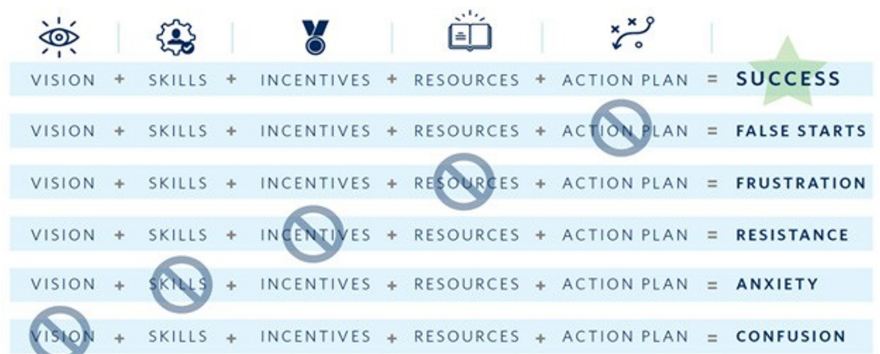 VISION + SKILLS + INCENTIVES + RESOURCES + ACTION PLAN = SUCCESS
VISION + SKILLS + INCENTIVES + RESOURCES + ACTION PLAN = FALSE STARTS
VISION + SKILLS + INCENTIVES + RESOURCES + ACTION PLAN = FRUSTRATION
VISION + SKILLS + INCENTIVES + RESOURCES + ACTION PLAN = RESISTANCE
VISION + SKILLS + INCENTIVES + RESOURCES + ACTION PLAN = ANXIETY
VISION + SKILLS + INCENTIVES + RESOURCES + ACTION PLAN = CONFUSION